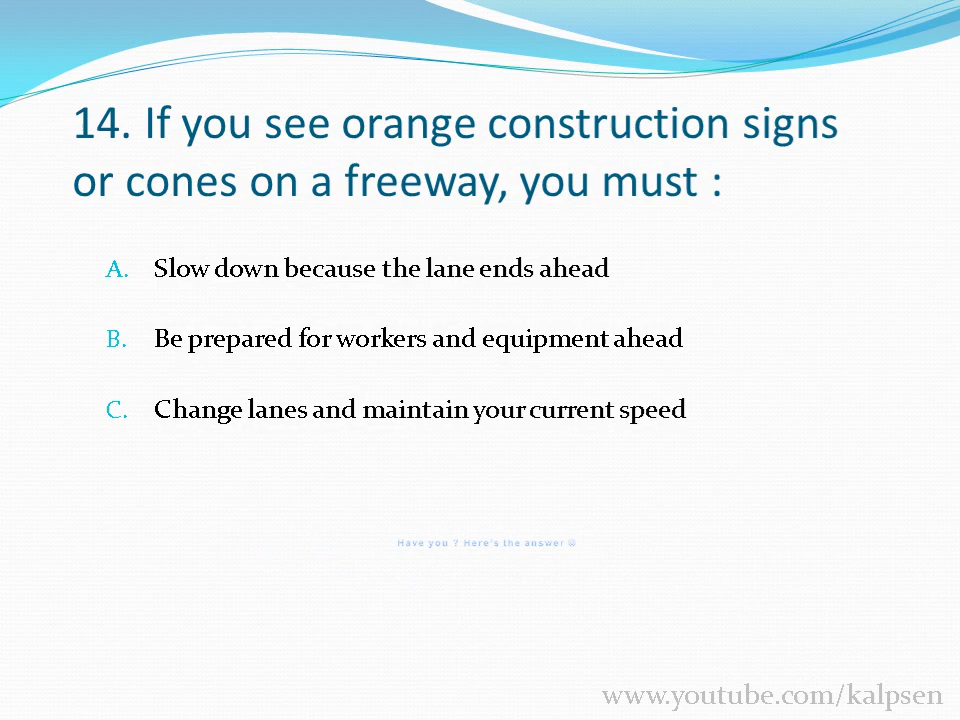 14. If you see orange construction signs
or cones on a freeway, you must :
A. Slow down because the lane ends ahead
B. Be prepared for workers and equipment ahead
C. Change lanes and maintain your current speed
Have you ? Here's the answer ☺
www.youtube.com/kalpsen